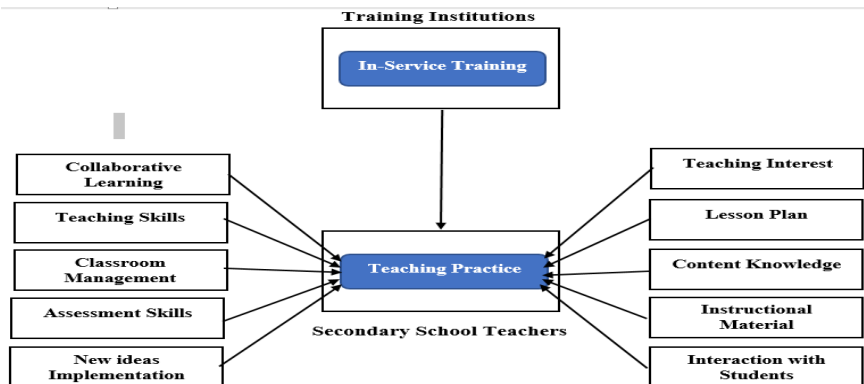 Training Institutions
In-Service Training
Collaborative
Learning
Teaching Skills
Classroom
Management
Assessment Skills
New ideas
Implementation
Teaching Practice
Secondary School Teachers
Teaching Interest
Lesson Plan
Content Knowledge
Instructional
Material
Interaction with
Students